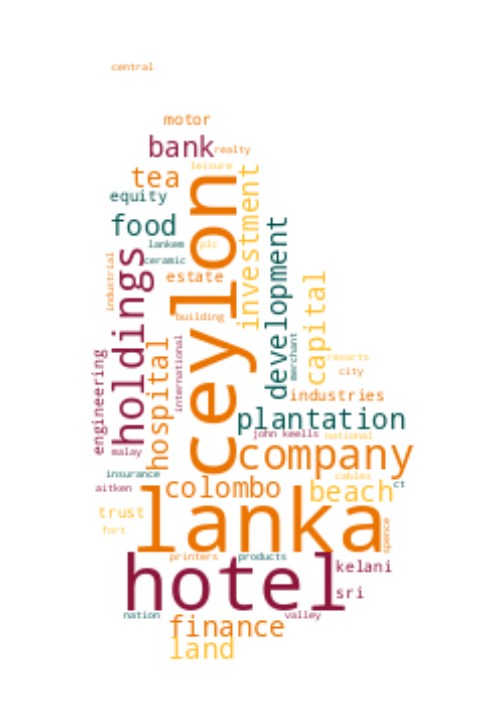 central
motor
bank
realty
leisure
tea
equity
food
ceylon
investment
lankem
plc
ceramic
development
holdings
industrial
estate
capital
building
international
hospital
merchant
engineering
resorts
city
industries
plantation
john keells
national
malay
company
insurance
cables
aitken
colombo
beach
ct
lanka
trust
fort
spence
printers
products
hotel
kelani
sri
nation
valley
finance
land